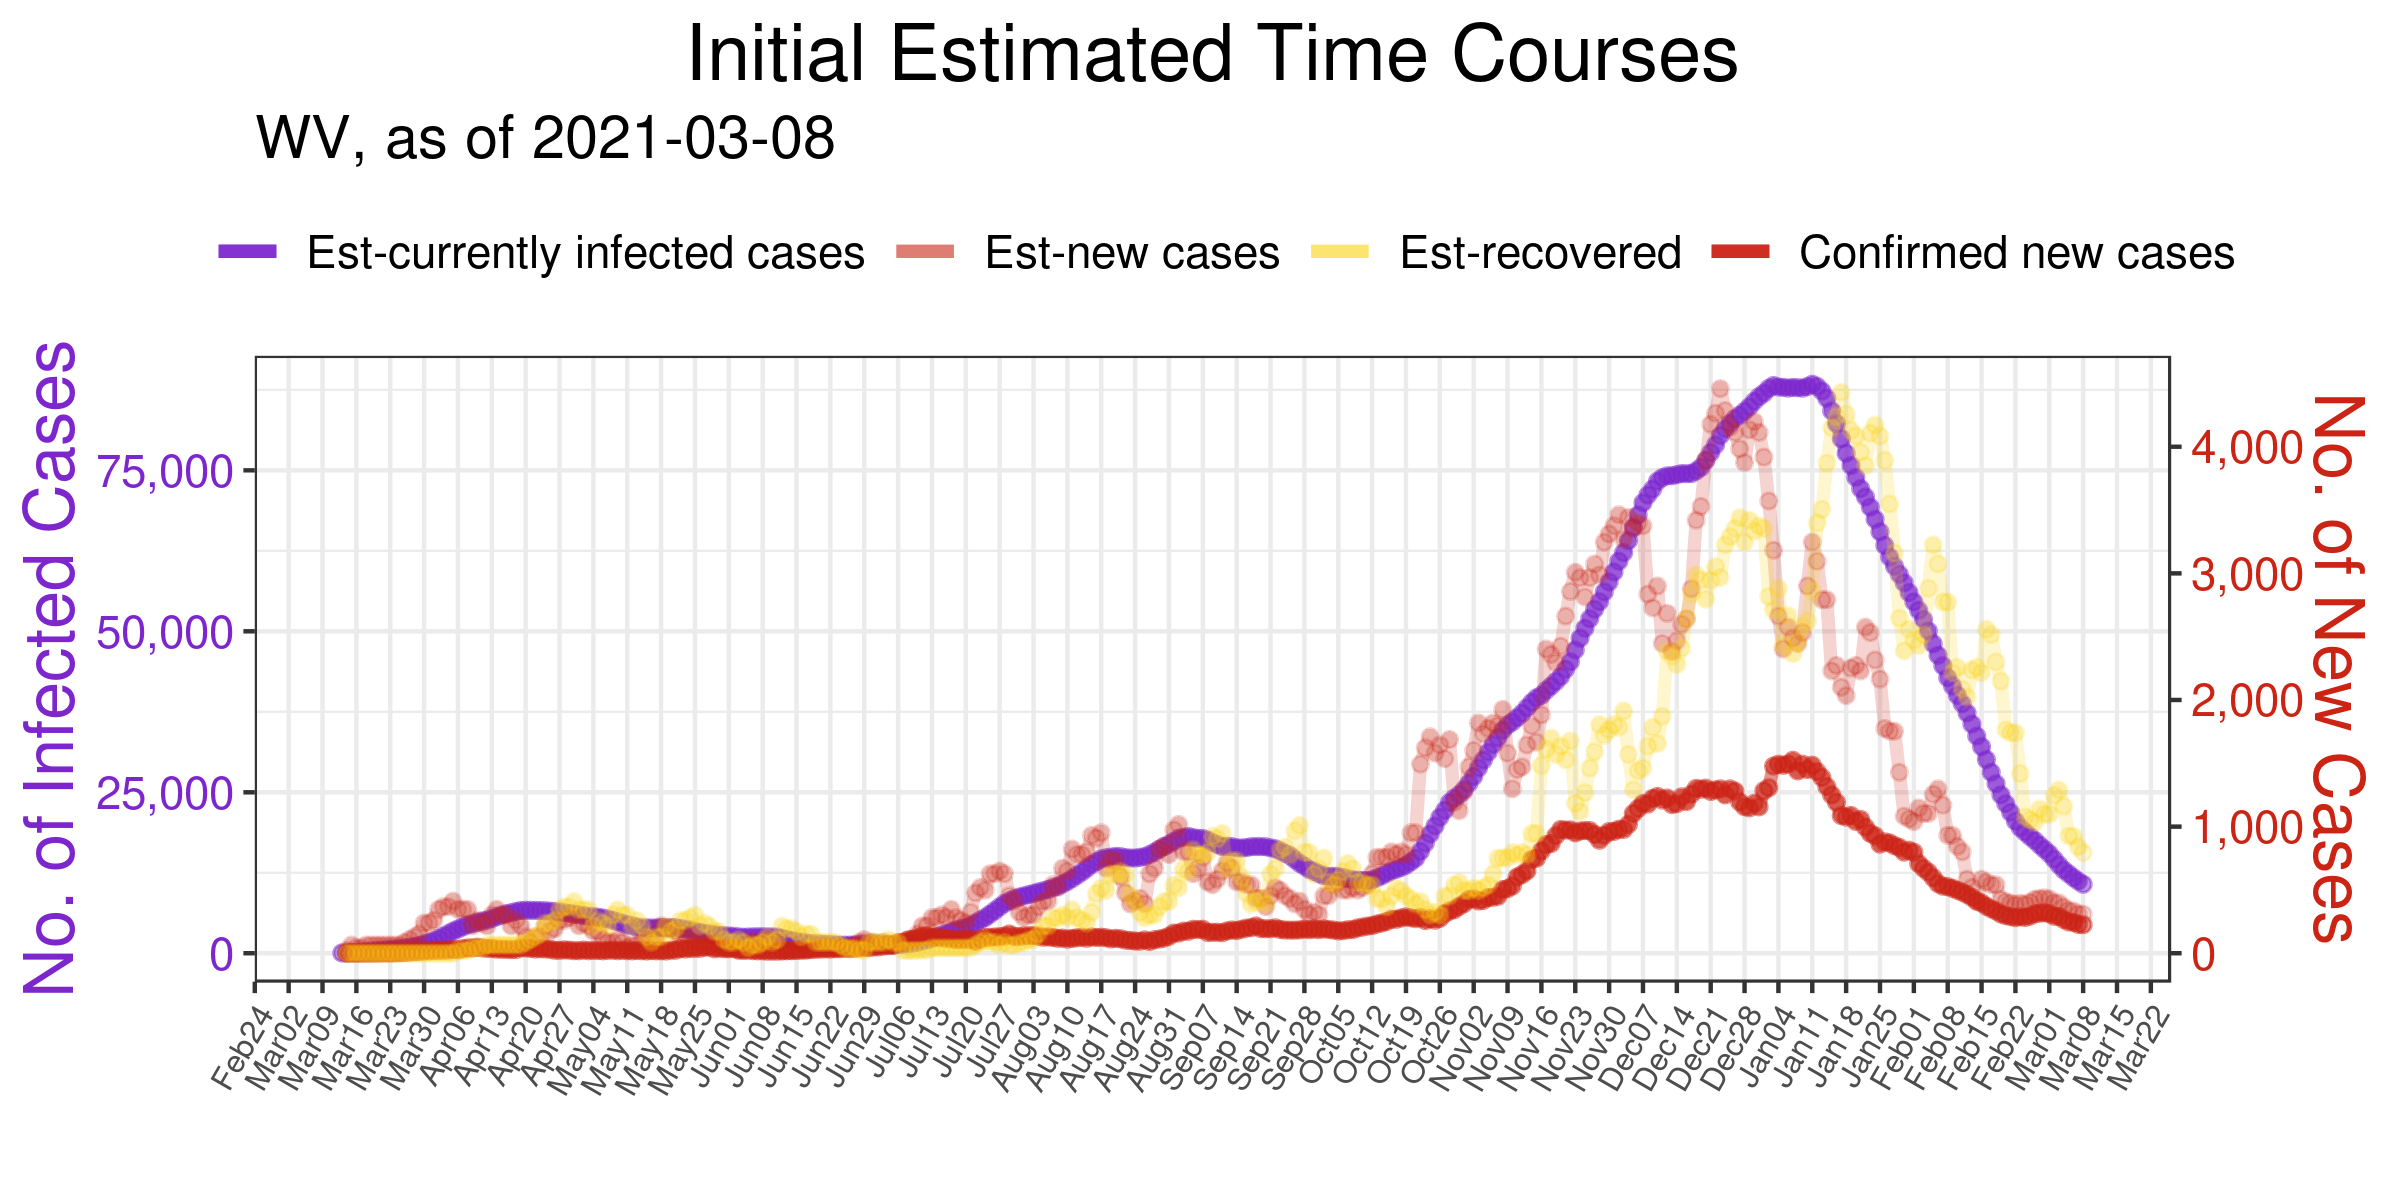 Initial Estimated Time Courses
WV, as of 2021-03-08
Est-currently infected cases Est-new cases Est-recovered Confirmed new cases
No. of Infected Cases
75,000
50,000
25,000
0
4,000
3,000
2,000
1,000
0
No. of New Cases
Feb24 Mar02 Mar09 Mar16 Mar23 Mar30 Apr06 Apr13 Apr20 Apr27 May04 May11 May18 May25 Jun01 Jun08 Jun15 Jun22 Jun29 Jul06 Jul13 Jul20 Jul27 Aug03 Aug10 Aug17 Aug24 Aug31 Sep07 Sep14 Sep21 Sep28 Oct05 Oct12 Oct19 Oct26 Nov02 Nov09 Nov16 Nov23 Nov30 Dec07 Dec14 Dec21 Dec28 Jan04 Jan11 Jan18 Jan25 Feb01 Feb08 Feb15 Feb22 Mar01 Mar08 Mar15 Mar22